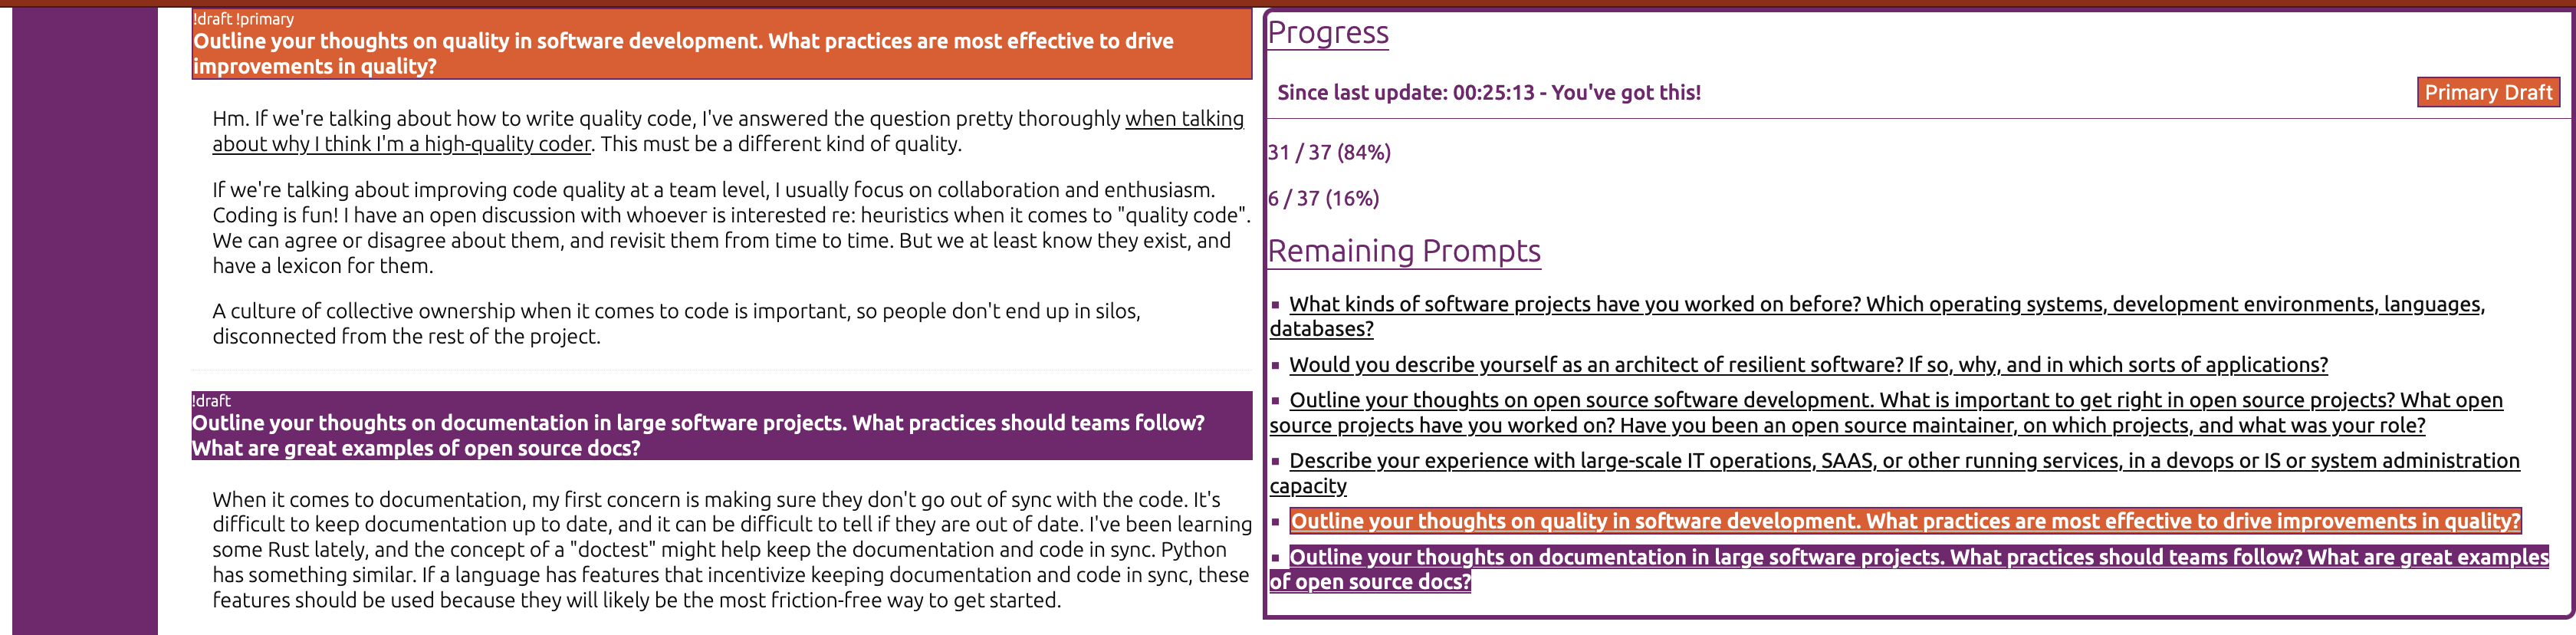 !draft !primary
Outline your thoughts on quality in software development. What practices are most effective to drive
improvements in quality?
Hm. If we're talking about how to write quality code, I've answered the question pretty thoroughly when talking
about why I think I'm a high-quality coder. This must be a different kind of quality.
If we're talking about improving code quality at a team level, I usually focus on collaboration and enthusiasm.
Coding is fun! I have an open discussion with whoever is interested re: heuristics when it comes to "quality code".
We can agree or disagree about them, and revisit them from time to time. But we at least know they exist, and
have a lexicon for them.
A culture of collective ownership when it comes to code is important, so people don't end up in silos,
disconnected from the rest of the project.
!draft
Outline your thoughts on documentation in large software projects. What practices should teams follow?
What are great examples of open source docs?
When it comes to documentation, my first concern is making sure they don't go out of sync with the code. It's
difficult to keep documentation up to date, and it can be difficult to tell if they are out of date. I've been learning
some Rust lately, and the concept of a "doctest" might help keep the documentation and code in sync. Python
has something similar. If a language has features that incentivize keeping documentation and code in sync, these
features should be used because they will likely be the most friction-free way to get started.
Progress
Since last update: 00:25:13 - You've got this!
Primary Draft
31 / 37 (84%)
6 / 37 (16%)
Remaining Prompts
What kinds of software projects have you worked on before? Which operating systems, development environments, languages,
databases?
Would you describe yourself as an architect of resilient software? If so, why, and in which sorts of applications?
Outline your thoughts on open source software development. What is important to get right in open source projects? What open
source projects have you worked on? Have you been an open source maintainer, on which projects, and what was your role?
Describe your experience with large-scale IT operations, SAAS, or other running services, in a devops or IS or system administration
capacity
Outline your thoughts on quality in software development. What practices are most effective to drive improvements in quality?
Outline your thoughts on documentation in large software projects. What practices should teams follow? What are great examples
of open source docs?